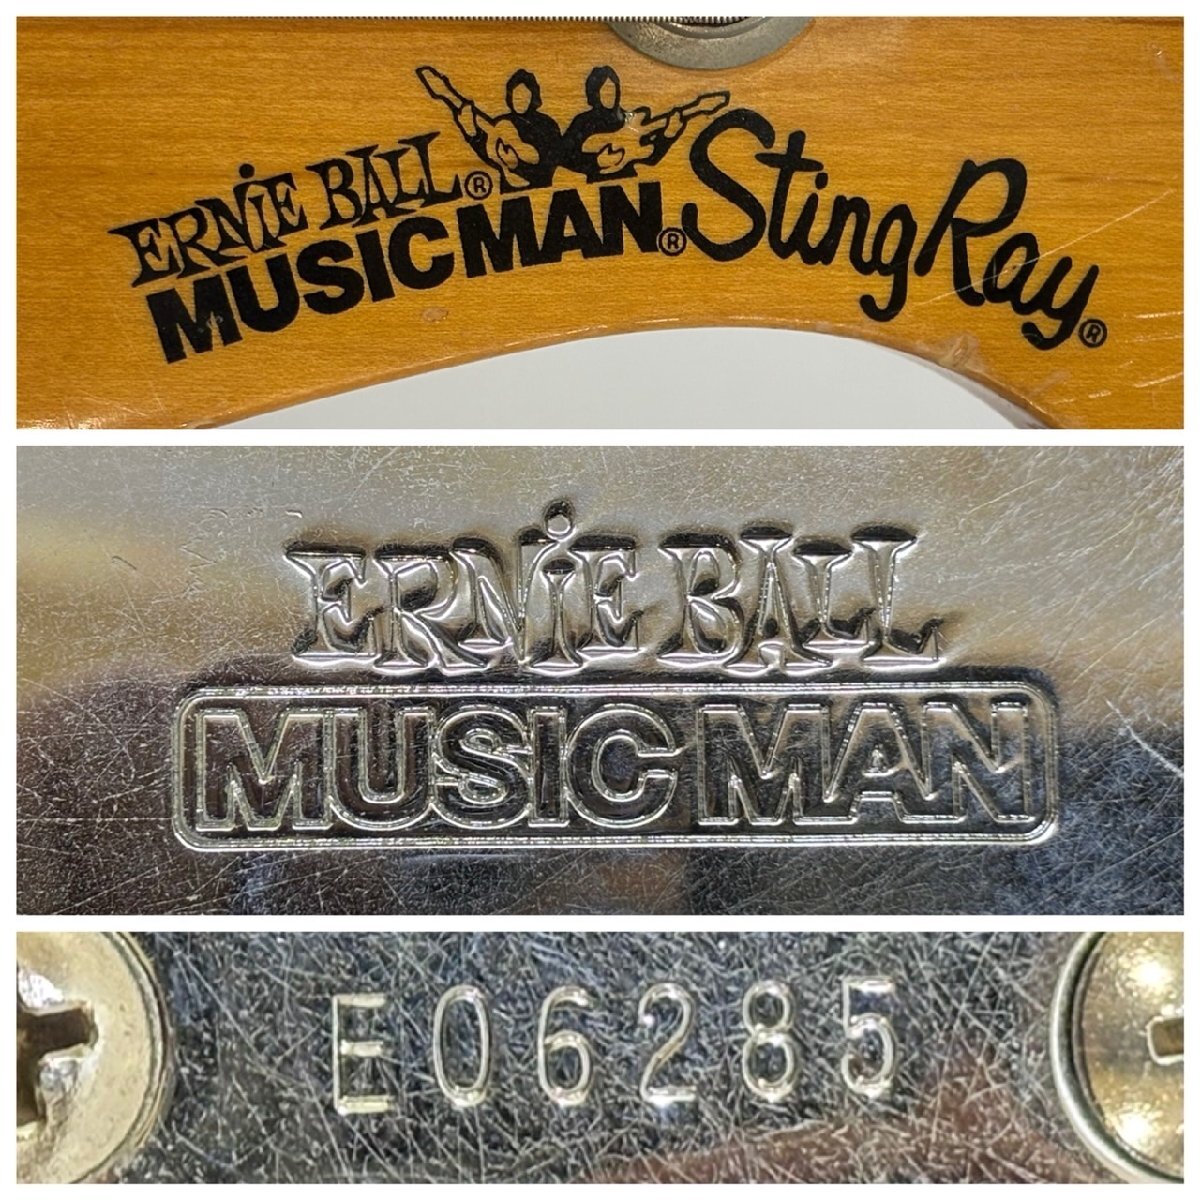 ERNiE BALL®
MUSIC MAN® StingRay®
ERNiE BALL
MUSIC MAN
E06285